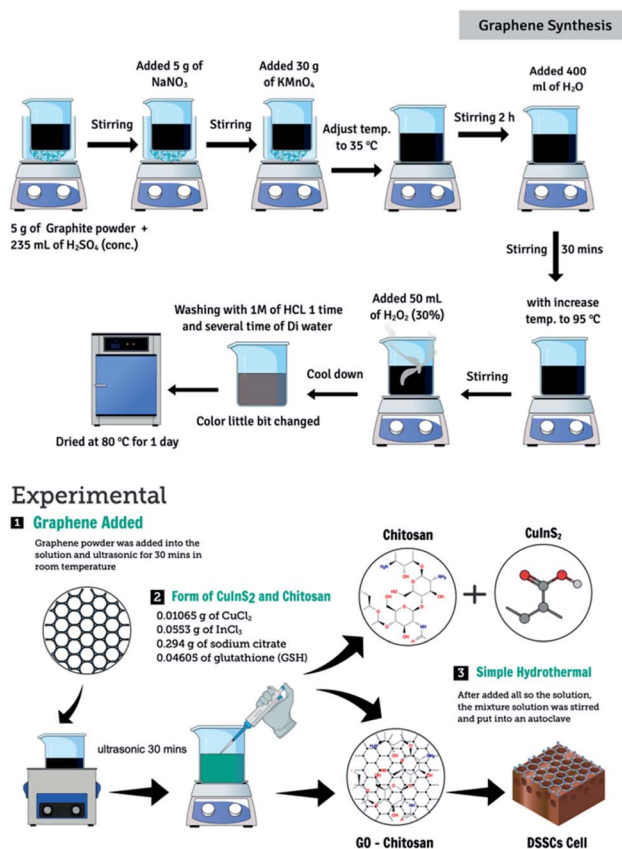 Graphene Synthesis
Added 5 g of
NaNO₃
Added 30 g
of KMnO₄
Added 400
ml of H₂O
Stirring
Stirring
Adjust temp.
to 35 °C
Stirring 2 h
5 g of Graphite powder +
235 mL of H₂SO₄ (conc.)
Stirring 30 mins
Washing with 1M of HCL 1 time
and several time of Di water
Added 50 mL
of H₂O₂ (30%)
with increase
temp. to 95 °C
Cool down
Stirring
Color little bit changed
Dried at 80 °C for 1 day
Experimental
1 Graphene Added
Graphene powder was added into the
solution and ultrasonic for 30 mins in
room temperature
Chitosan
CuInS₂
2 Form of CuInS2 and Chitosan
0.01065 g of CuCl₂
0.0553 g of InCl₃
0.294 g of sodium citrate
0.04605 of glutathione (GSH)
+
3 Simple Hydrothermal
After added all so the solution,
the mixture solution was stirred
and put into an autoclave
ultrasonic 30 mins
GO - Chitosan
DSSCs Cell